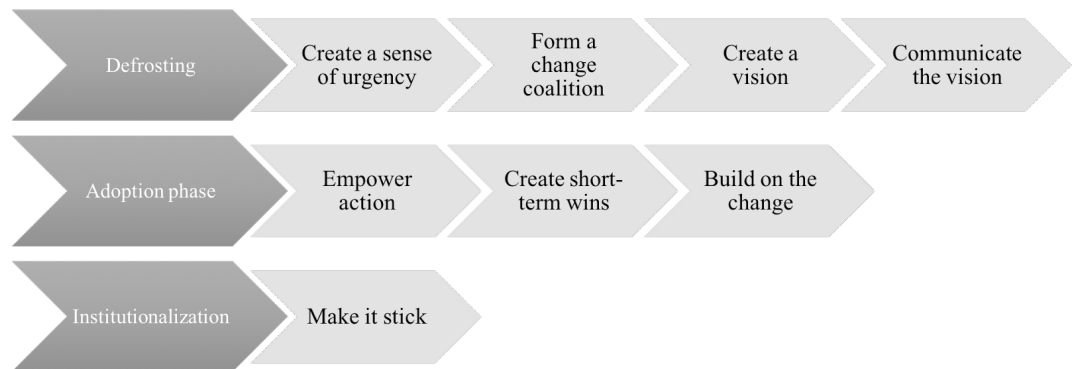 Defrosting
Create a sense
of urgency
Form a
change
coalition
Create a
vision
Communicate
the vision
Adoption phase
Empower
action
Create short-
term wins
Build on the
change
Institutionalization
Make it stick